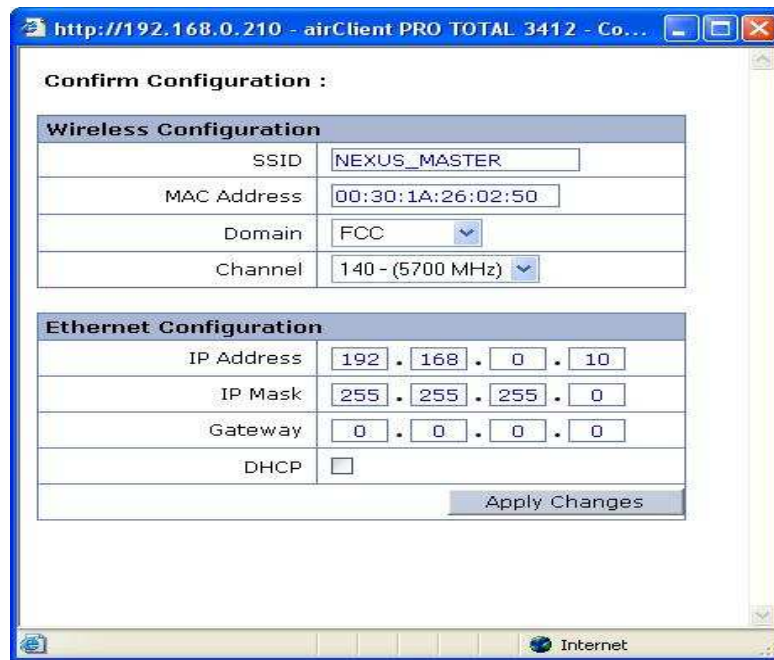 http://192.168.0.210 - airClient PRO TOTAL 3412 - Co...
Confirm Configuration :
Wireless Configuration
SSID NEXUS_MASTER
MAC Address 00:30:1A:26:02:50
Domain FCC
Channel 140 - (5700 MHz)
Ethernet Configuration
IP Address 192 . 168 . 0 . 10
IP Mask 255 . 255 . 255 . 0
Gateway 0 . 0 . 0 . 0
DHCP
Apply Changes
Internet